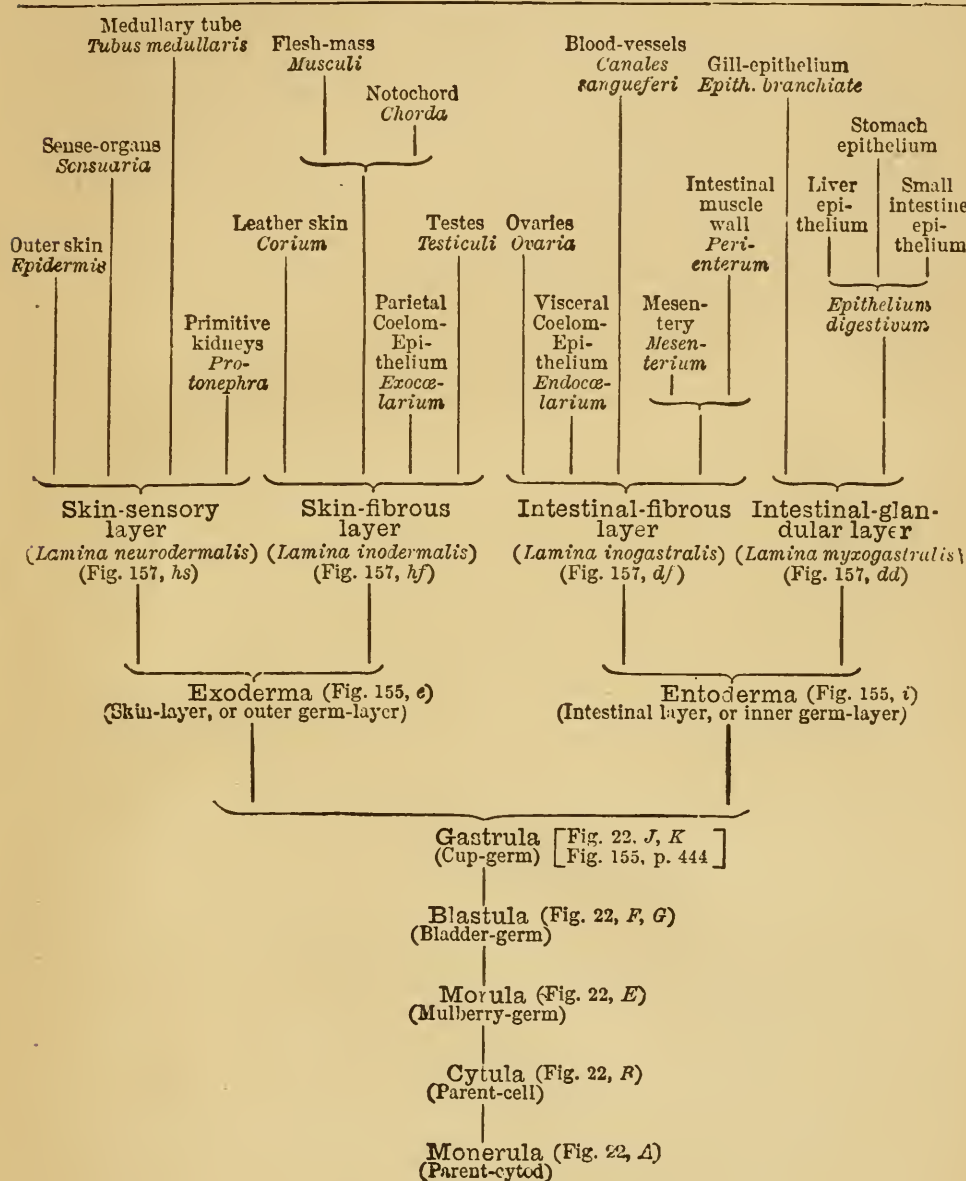 Medullary tube
Tubus medullaris
Flesh-mass
Musculi
Notochord
Chorda
Blood-vessels
Canales
sangueferi
Gill-epithelium
Epith. branchiate
Stomach
epithelium
Sense-organs
Sensuaria
Intestinal
muscle
wall
Peri-
enterum
Liver
epi-
thelium
Small
intestine
epi-
thelium
Outer skin
Epidermis
Leather skin
Corium
Testes
Testiculi
Ovaries
Ovaria
Primitive
kidneys
Pro-
tonephra
Parietal
Coelom-
Epi-
thelium
Exocœ-
larium
Visceral
Coelom-
Epi-
thelium
Endocœ-
larium
Mesen-
tery
Mesen-
terium
Epithelium
digestivum
Skin-sensory
layer
(Lamina neurodermalis)
(Fig. 157, hs)
Skin-fibrous
layer
(Lamina inodermalis)
(Fig. 157, hf)
Intestinal-fibrous
layer
(Lamina inogastralis)
(Fig. 157, df)
Intestinal-glan-
dular layer
(Lamina myxogastralis)
(Fig. 157, dd)
Exoderma (Fig. 155, e)
(Skin-layer, or outer germ-layer)
Entoderma (Fig. 155, i)
(Intestinal layer, or inner germ-layer)
Gastrula [Fig. 22. J, K
(Cup-germ) Fig. 155, p. 444]
Blastula (Fig. 22, F, G)
(Bladder-germ)
Morula (Fig. 22, E)
(Mulberry-germ)
Cytula (Fig. 22, B)
(Parent-cell)
Monerula (Fig. 22, A)
(Parent-cytod)